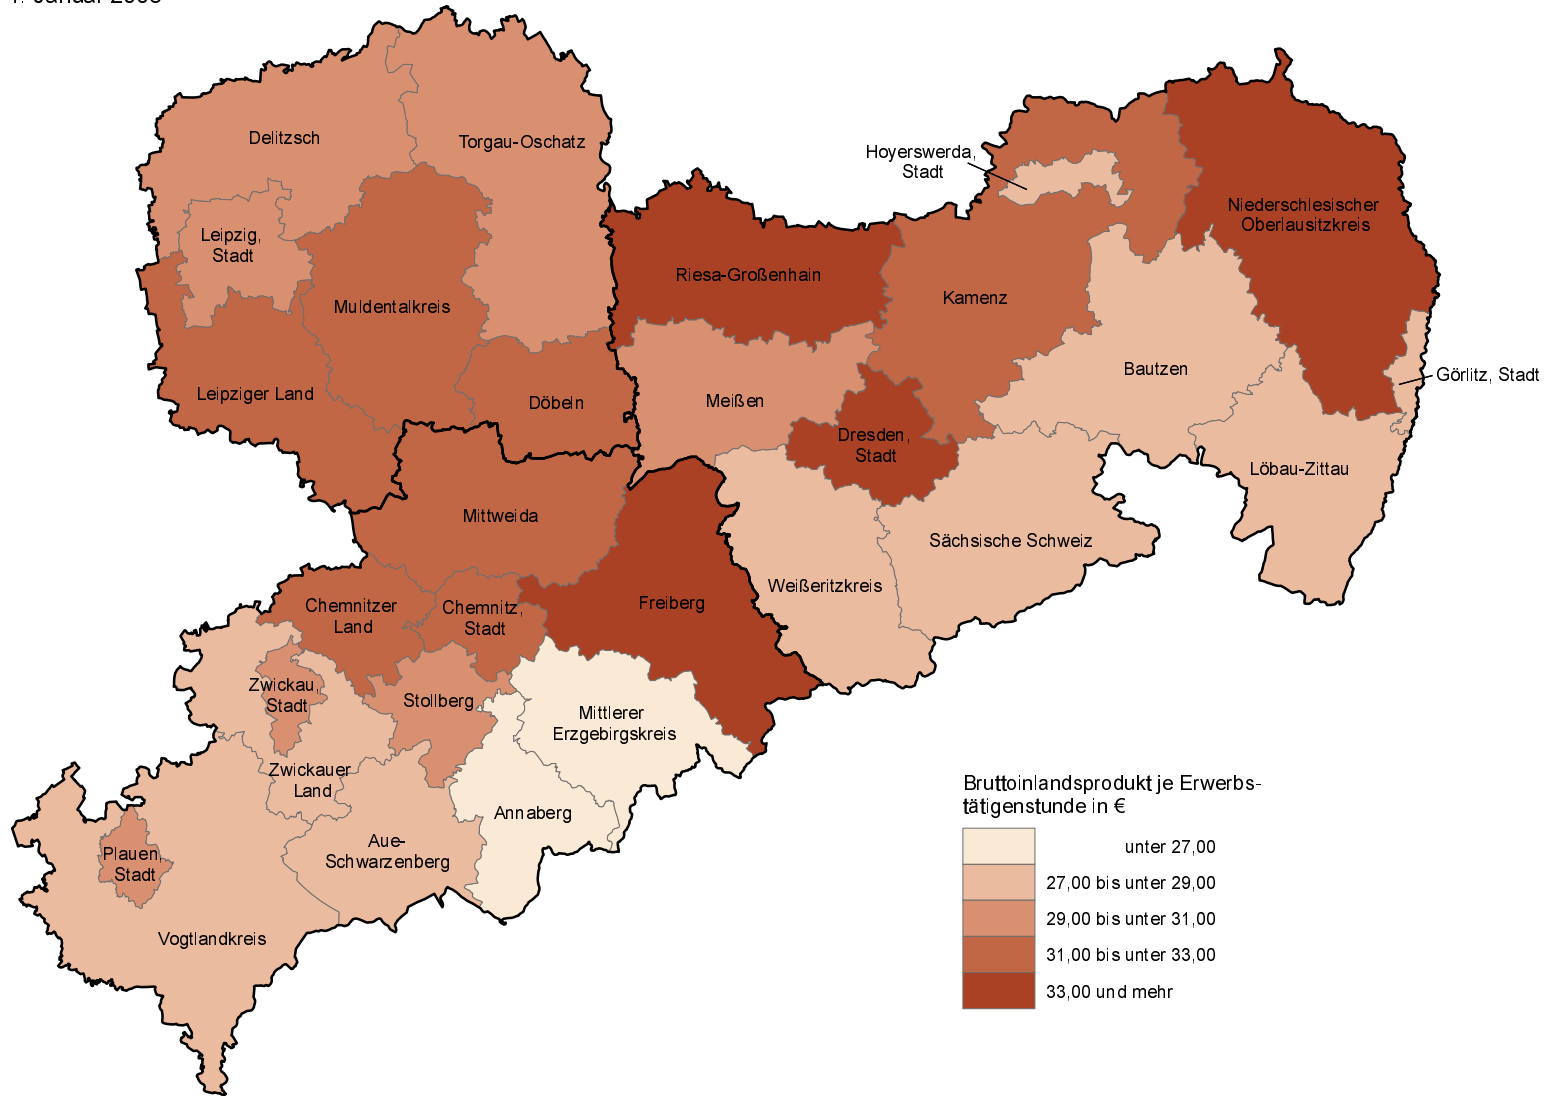 Delitzsch
Torgau-Oschatz
Hoyerswerda,
Stadt
Niederschlesischer
Oberlausitzkreis
Leipzig,
Stadt
Riesa-Großenhain
Muldentalkreis
Kamenz
Bautzen
Görlitz, Stadt
Leipziger Land
Döbeln
Meißen
Dresden,
Stadt
Löbau-Zittau
Mittweida
Sächsische Schweiz
Weißeritzkreis
Freiberg
Chemnitzer
Land
Chemnitz,
Stadt
Zwickau,
Stadt
Stollberg
Mittlerer
Erzgebirgskreis
Zwickauer
Land
Annaberg
Aue-
Schwarzenberg
Plauen,
Stadt
Vogtlandkreis
Bruttoinlandsprodukt je Erwerbs-
tätigenstunde in €
unter 27,00
27,00 bis unter 29,00
29,00 bis unter 31,00
31,00 bis unter 33,00
33,00 und mehr